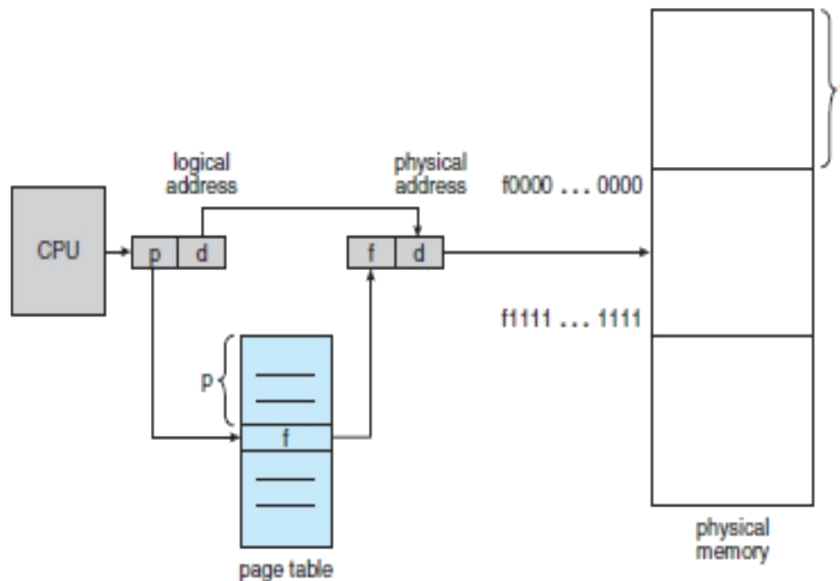 logical
address
physical
address
f0000 ... 0000
CPU
p d
f d
f1111 ... 1111
p
f
page table
physical
memory